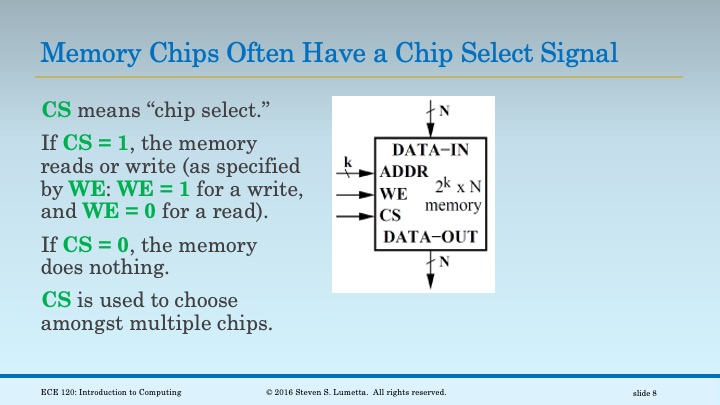 Memory Chips Often Have a Chip Select Signal
CS means “chip select.”
If CS = 1, the memory
reads or write (as specified
by WE: WE = 1 for a write,
and WE = 0 for a read).
If CS = 0, the memory
does nothing.
CS is used to choose
amongst multiple chips.
N
DATA–IN
k
ADDR
WE
2ᵏ x N
memory
CS
DATA–OUT
N
ECE 120: Introduction to Computing
© 2016 Steven S. Lumetta. All rights reserved.
slide 8